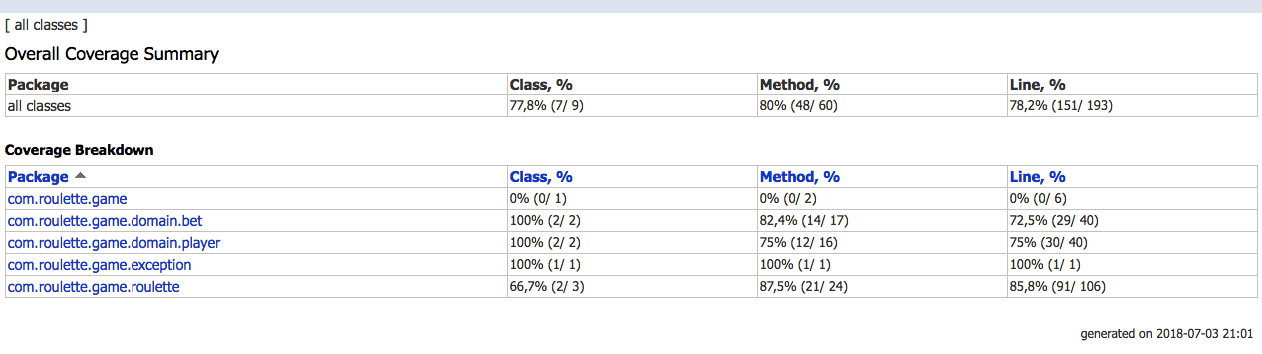 [ all classes ]
Overall Coverage Summary
Package Class, % Method, % Line, %
all classes 77,8% (7/ 9) 80% (48/ 60) 78,2% (151/ 193)
Coverage Breakdown
Package Class, % Method, % Line, %
com.roulette.game 0% (0/ 1) 0% (0/ 2) 0% (0/ 6)
com.roulette.game.domain.bet 100% (2/ 2) 82,4% (14/ 17) 72,5% (29/ 40)
com.roulette.game.domain.player 100% (2/ 2) 75% (12/ 16) 75% (30/ 40)
com.roulette.game.exception 100% (1/ 1) 100% (1/ 1) 100% (1/ 1)
com.roulette.game.roulette 66,7% (2/ 3) 87,5% (21/ 24) 85,8% (91/ 106)
generated on 2018-07-03 21:01